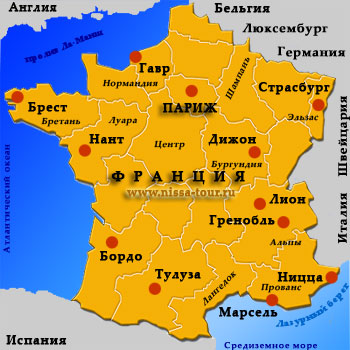 Англия
Бельгия
Люксембург
Германия
пролив Ла-Манш
Гавр
Нормандия
Шампань
Страсбург
ПАРИЖ
Эльзас
Брест
Бретань
Луара
Швейцария
Нант
Центр
Дижон
Бургундия
Атлантический океан
ФРАНЦИЯ
www.nissa-tour.ru
Лион
Италия
Гренобль
Альпы
Бордо
Тулуза
Лангедок
Ницца
Прованс
Марсель
Лазурный берег
Испания
Средиземное море